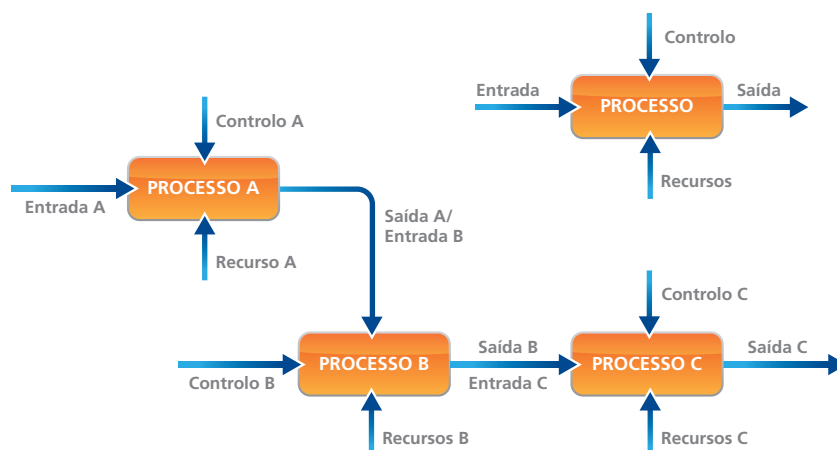 Controlo
Entrada
PROCESSO
Saída
Recursos
Controlo A
PROCESSO A
Entrada A
Saída A/
Entrada B
Recurso A
Controlo C
PROCESSO B
Saída B
Entrada C
PROCESSO C
Saída C
Controlo B
Recursos B
Recursos C